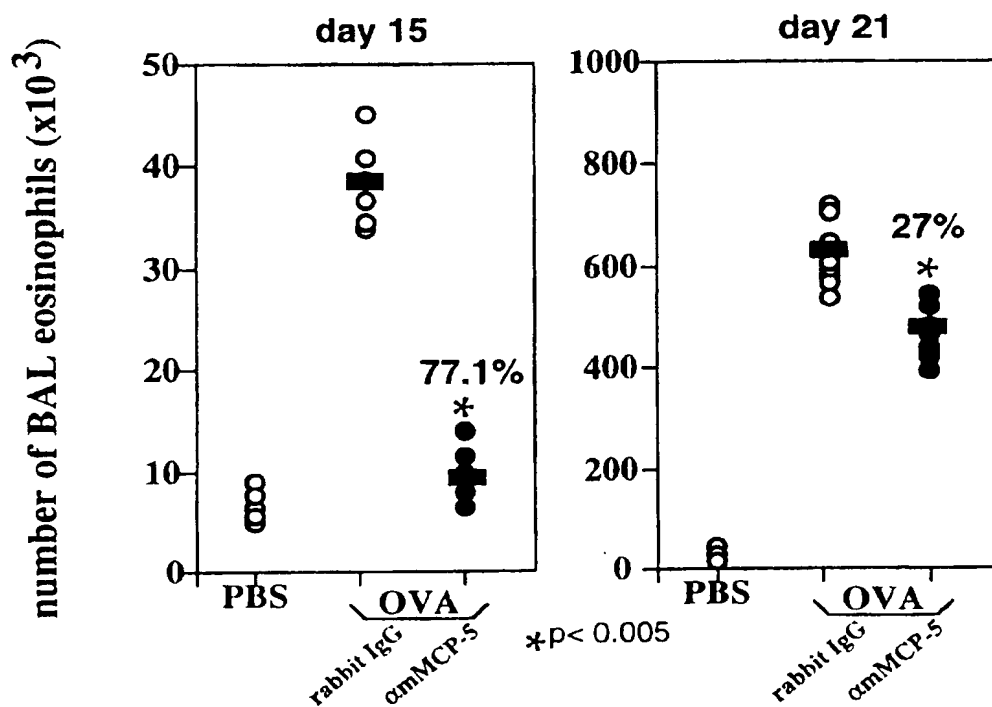 number of BAL eosinophils (x10³)
day 15
50
40
30
20
10
0
77.1%
*
PBS
OVA
rabbit IgG
αmMCP-5
*p< 0.005
day 21
1000
800
600
400
200
0
27%
*
PBS
OVA
rabbit IgG
αmMCP-5